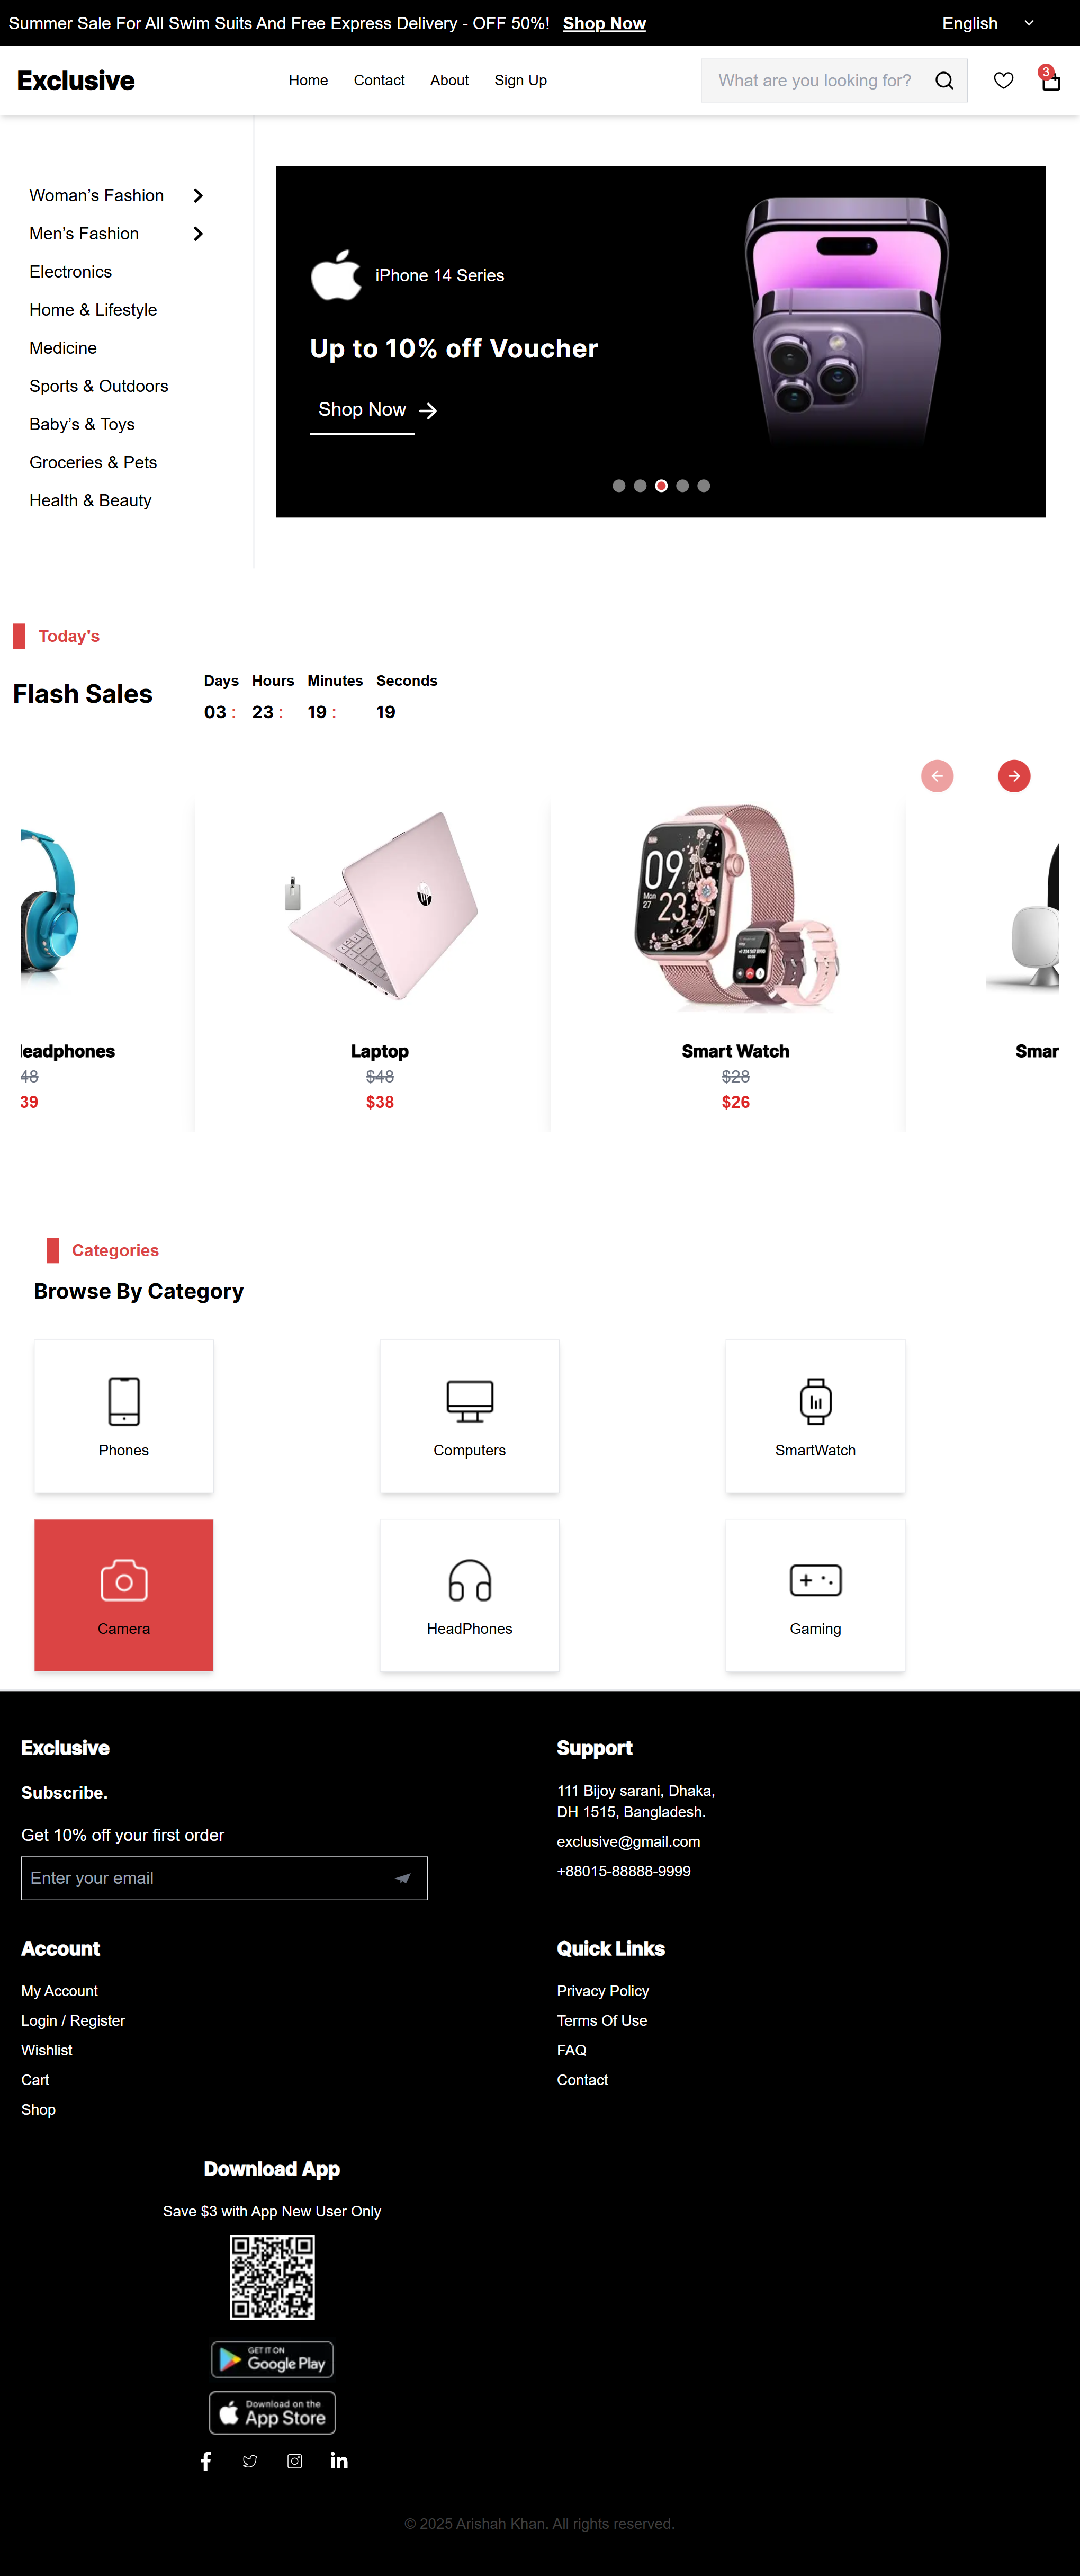 Summer Sale For All Swim Suits And Free Express Delivery - OFF 50%! Shop Now English
Exclusive Home Contact About Sign Up What are you looking for? 3
Woman’s Fashion
Men’s Fashion
Electronics
Home & Lifestyle
Medicine
Sports & Outdoors
Baby’s & Toys
Groceries & Pets
Health & Beauty
iPhone 14 Series
Up to 10% off Voucher
Shop Now
Today's
Flash Sales
Days Hours Minutes Seconds
03 : 23 : 19 : 19
09
23
Mon
27
eadphones
48
39
Laptop
$48
$38
Smart Watch
$28
$26
Smar
Categories
Browse By Category
Phones
Computers
SmartWatch
Camera
HeadPhones
Gaming
Exclusive
Subscribe.
Get 10% off your first order
Enter your email
Support
111 Bijoy sarani, Dhaka,
DH 1515, Bangladesh.
exclusive@gmail.com
+88015-88888-9999
Account
My Account
Login / Register
Wishlist
Cart
Shop
Quick Links
Privacy Policy
Terms Of Use
FAQ
Contact
Download App
Save $3 with App New User Only
GET IT ON
Google Play
Download on the
App Store
© 2025 Arishah Khan. All rights reserved.